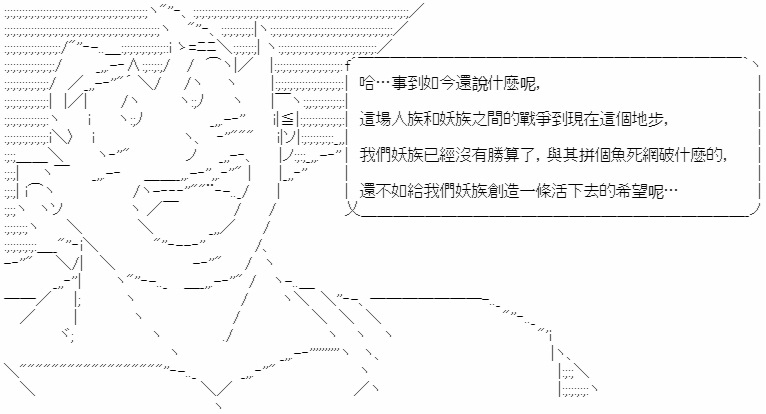 哈…事到如今還說什麼呢,
這場人族和妖族之間的戰爭到現在這個地步,
我們妖族已經沒有勝算了, 與其拼個魚死網破什麼的,
還不如給我們妖族創造一條活下去的希望呢…